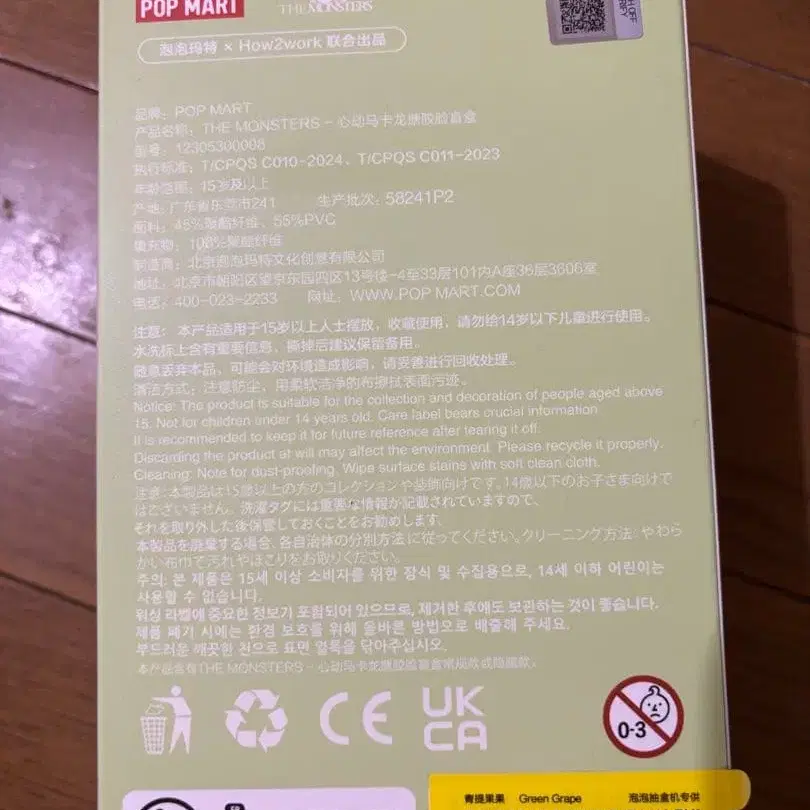 POP MART
THE MONSTERS
泡泡玛特 × How2work 联合出品
品牌：POP MART
产品名称：THE MONSTERS - 心动马卡龙搪胶脸盲盒
型号：12305300008
执行标准：T/CPQS C010-2024、T/CPQS C011-2023
年龄范围：15岁及以上
产地：广东省东莞市241 生产批次：58241P2
面料：45%聚酯纤维、55%PVC
填充物：100%聚酯纤维
制造商：北京泡泡玛特文化创意有限公司
地址：北京市朝阳区望京东园四区13号楼-4至33层101内A座36层3606室
电话：400-023-2233 网址：WWW.POP MART.COM
注意：本产品适用于15岁以上人士摆放，收藏使用，请勿给14岁以下儿童进行使用。
水洗标上含有重要信息，撕掉后建议保留备用。
随意丢弃本品，可能会对环境造成影响，请妥善进行回收处理。
清洁方式：注意防尘，用柔软洁净的布擦拭表面污迹。
Notice: The product is suitable for the collection and decoration of people aged above
15. Not for children under 14 years old. Care label bears crucial information.
It is recommended to keep it for future reference after tearing it off.
Discarding the product at will may affect the environment. Please recycle it properly.
Cleaning: Note for dust-proofing. Wipe surface stains with soft clean cloth.
注意：本製品は15歳以上の方のコレクションや装飾向けです。14歳以下のお子さま向けで
はございません。洗濯タグには重要な情報が記載されていますので、
それを取り外した後保管しておくことをお勧めします。
本製品を廃棄する場合、各自治体の分別方法に従ってください。クリーニング方法：やわら
かい布巾で汚れやほこりをお取りください。
주의: 본 제품은 15세 이상 소비자를 위한 장식 및 수집용으로, 14세 이하 어린이는
사용할 수 없습니다.
워싱 라벨에 중요한 정보가 포함되어 있으므로, 제거한 후에도 보관하는 것이 좋습니다.
제품 폐기 시에는 환경 보호를 위해 올바른 방법으로 배출해 주세요.
부드러운 깨끗한 천으로 표면 얼룩을 닦아주십시오.
本产品含有THE MONSTERS - 心动马卡龙搪胶脸盲盒常规款或隐藏款。
CE
UK
CA
0-3
青提果果 Green Grape 泡泡抽盒机专供